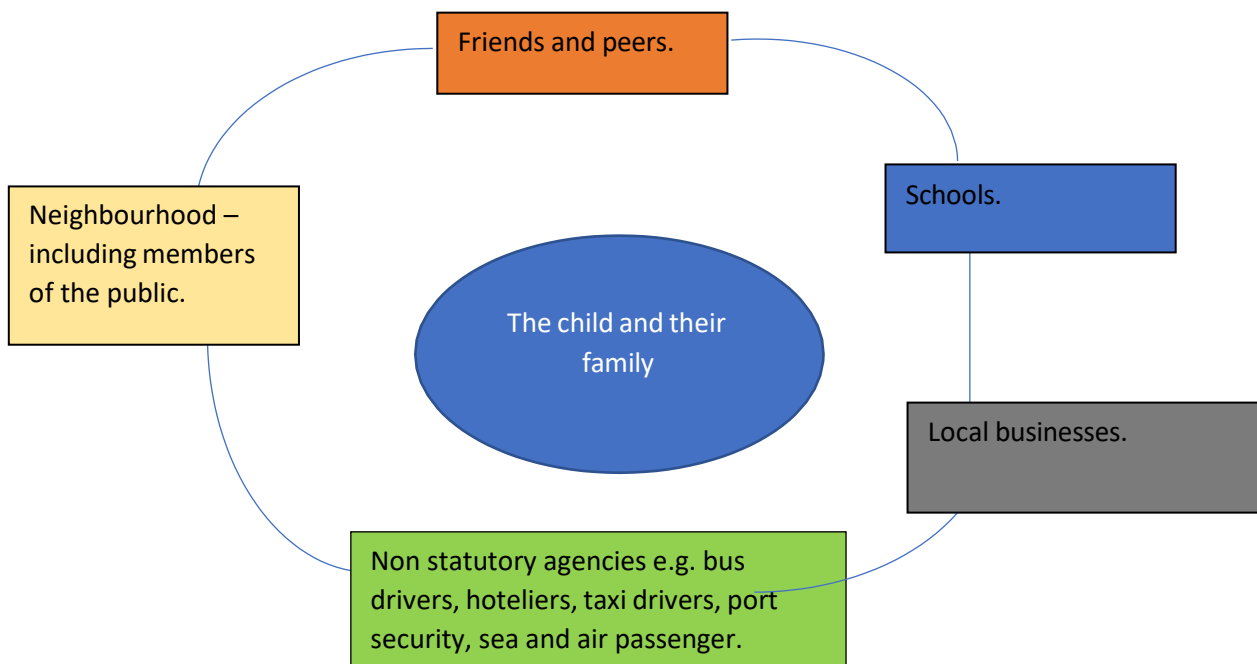 Friends and peers.
Schools.
Neighbourhood –
including members
of the public.
The child and their
family
Local businesses.
Non statutory agencies e.g. bus
drivers, hoteliers, taxi drivers, port
security, sea and air passenger.